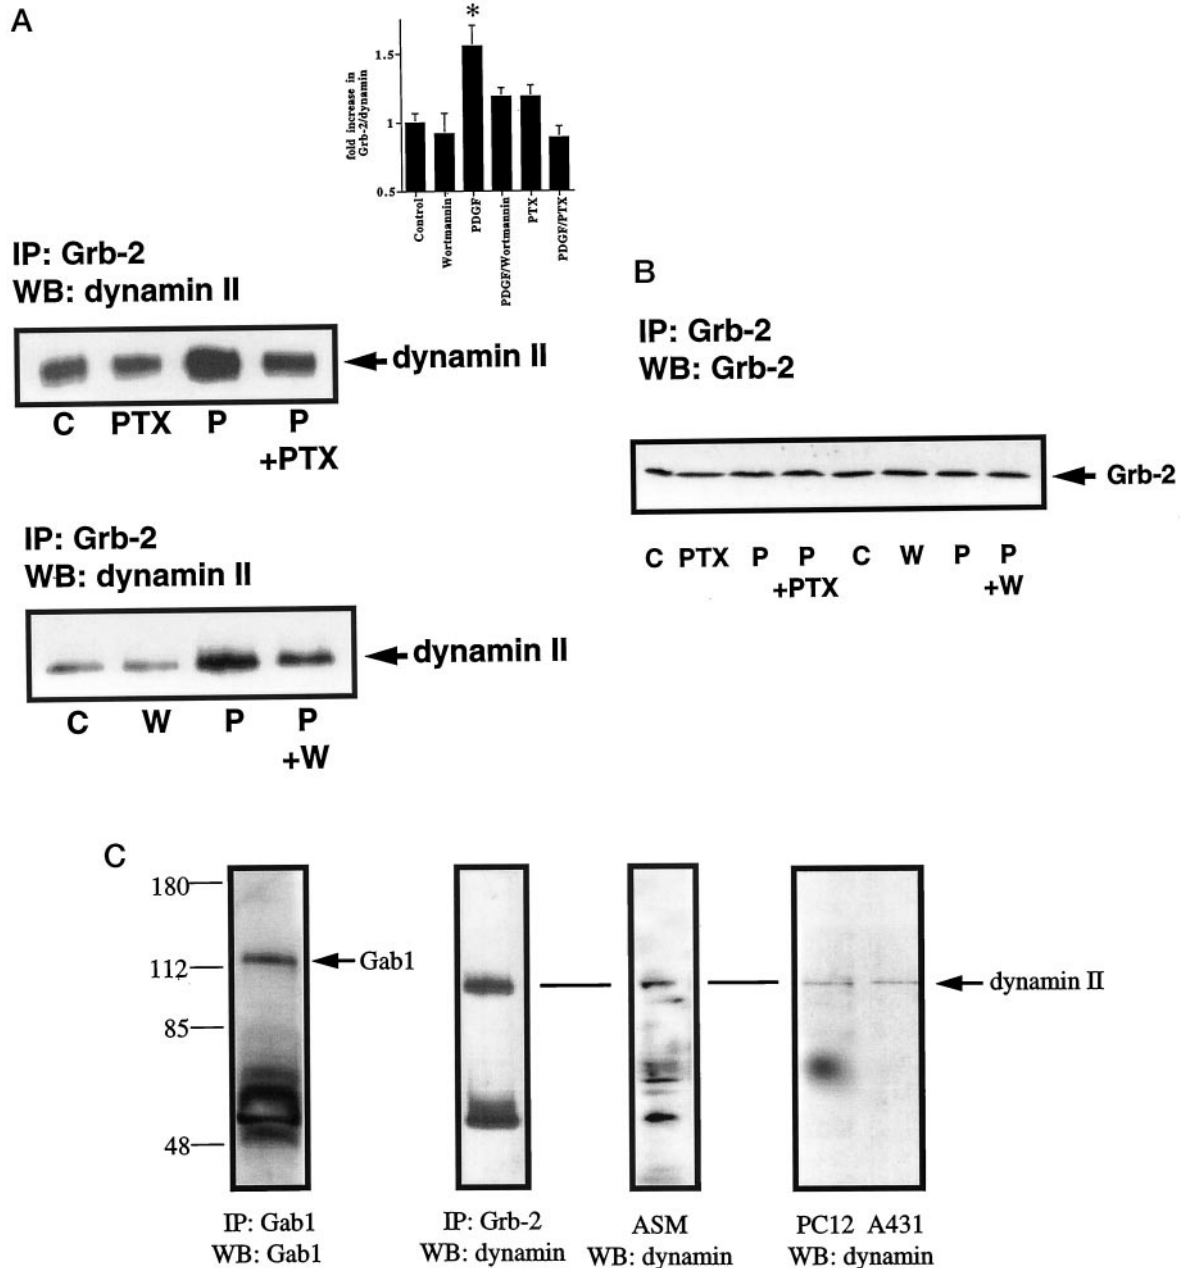 A
*
fold increase in
Grb-2/dynamin
1.5
1
0.5
Control
Wortmannin
PDGF
PDGF/Wortmannin
PTX
PDGF/PTX
IP: Grb-2
WB: dynamin II
dynamin II
C PTX P P
+PTX
IP: Grb-2
WB: dynamin II
dynamin II
C W P P
+W
B
IP: Grb-2
WB: Grb-2
Grb-2
C PTX P P C W P P
+PTX +W
C
180
112
85
48
Gab1
dynamin II
IP: Gab1
WB: Gab1
IP: Grb-2
WB: dynamin
ASM
WB: dynamin
PC12 A431
WB: dynamin